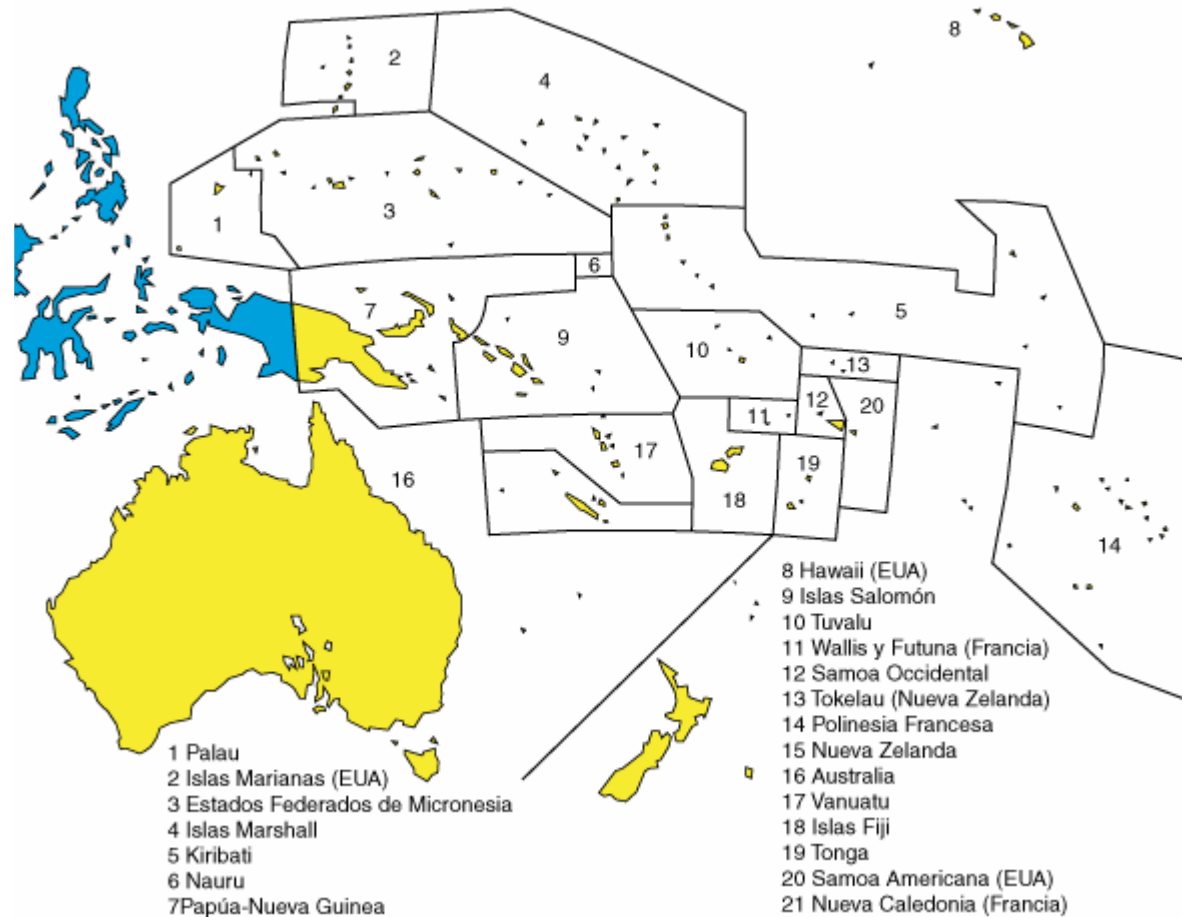 8
2
4
1
3
6
7
9
5
10
13
12
20
11
17
19
16
18
14
8 Hawaii (EUA)
9 Islas Salomón
10 Tuvalu
11 Wallis y Futuna (Francia)
12 Samoa Occidental
13 Tokelau (Nueva Zelanda)
14 Polinesia Francesa
15 Nueva Zelanda
16 Australia
17 Vanuatu
18 Islas Fiji
19 Tonga
20 Samoa Americana (EUA)
21 Nueva Caledonia (Francia)
1 Palau
2 Islas Marianas (EUA)
3 Estados Federados de Micronesia
4 Islas Marshall
5 Kiribati
6 Nauru
7Papúa-Nueva Guinea